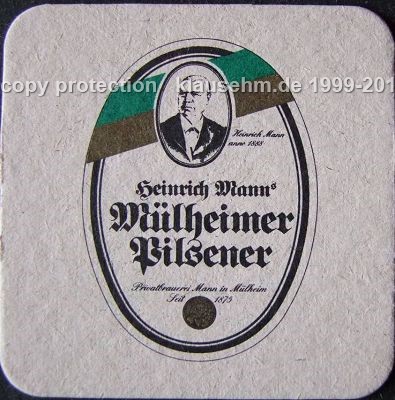 copy protection klausehm.de 1999-201
Heinrich Mann
anno 1888
Heinrich Mann's
Mülheimer
Pilsener
Privatbrauerei Mann in Mülheim
Seit 1875